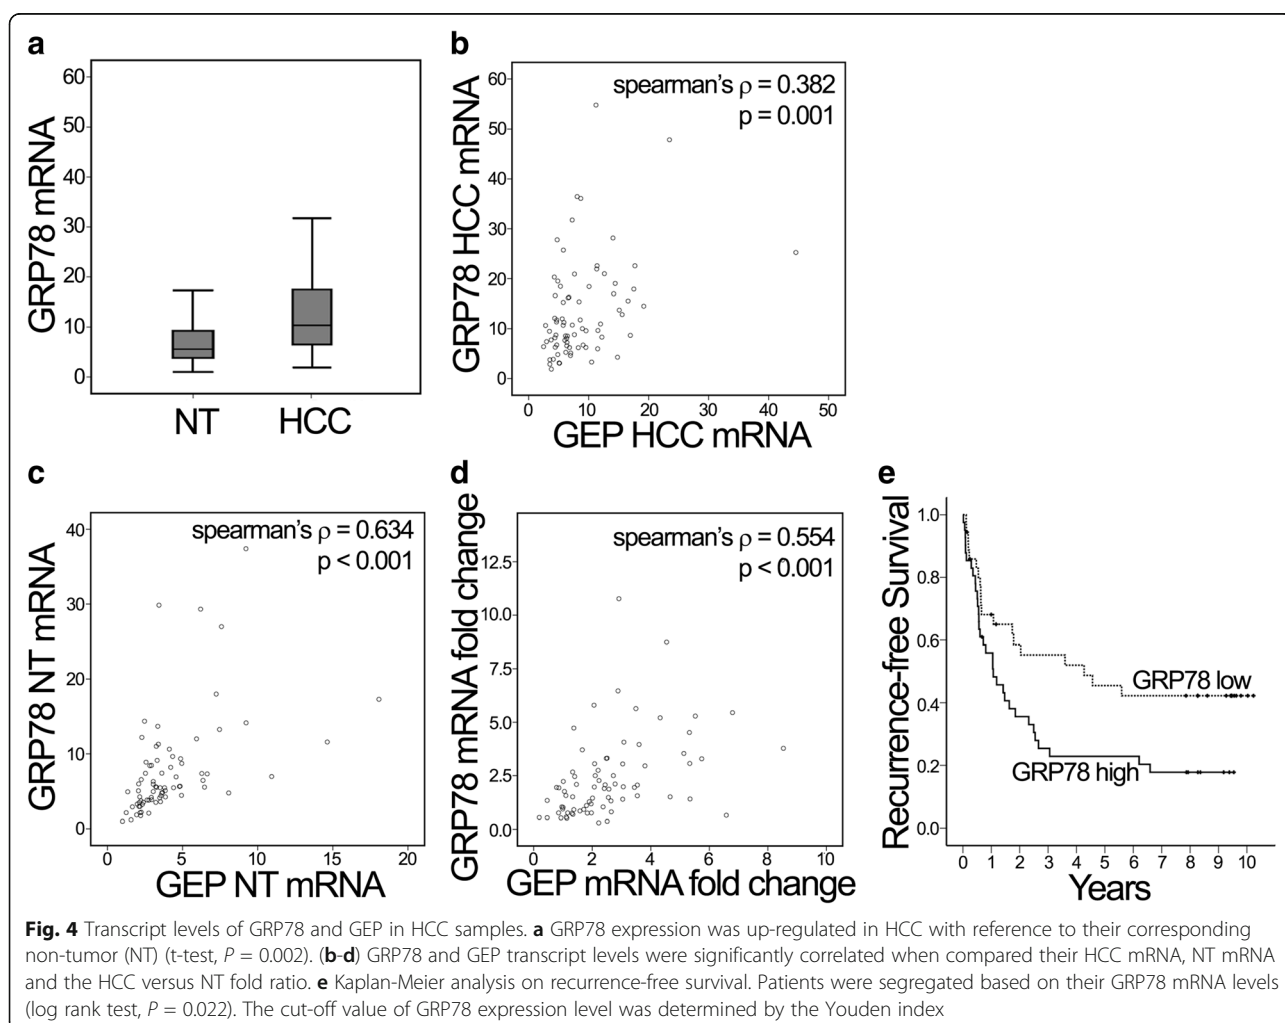 a
GRP78 mRNA
60
50
40
30
20
10
0
NT HCC
b
GRP78 HCC mRNA
60
50
40
30
20
10
0
spearman's ρ = 0.382
p = 0.001
0 10 20 30 40 50
GEP HCC mRNA
c
GRP78 NT mRNA
40
30
20
10
0
spearman's ρ = 0.634
p < 0.001
0 5 10 15 20
GEP NT mRNA
d
GRP78 mRNA fold change
12.5
10.0
7.5
5.0
2.5
0.0
spearman's ρ = 0.554
p < 0.001
0 2 4 6 8 10
GEP mRNA fold change
e
Recurrence-free Survival
1.0
0.8
0.6
0.4
0.2
0.0
GRP78 low
GRP78 high
0 1 2 3 4 5 6 7 8 9 10
Years
Fig. 4 Transcript levels of GRP78 and GEP in HCC samples. a GRP78 expression was up-regulated in HCC with reference to their corresponding
non-tumor (NT) (t-test, P = 0.002). (b-d) GRP78 and GEP transcript levels were significantly correlated when compared their HCC mRNA, NT mRNA
and the HCC versus NT fold ratio. e Kaplan-Meier analysis on recurrence-free survival. Patients were segregated based on their GRP78 mRNA levels
(log rank test, P = 0.022). The cut-off value of GRP78 expression level was determined by the Youden index